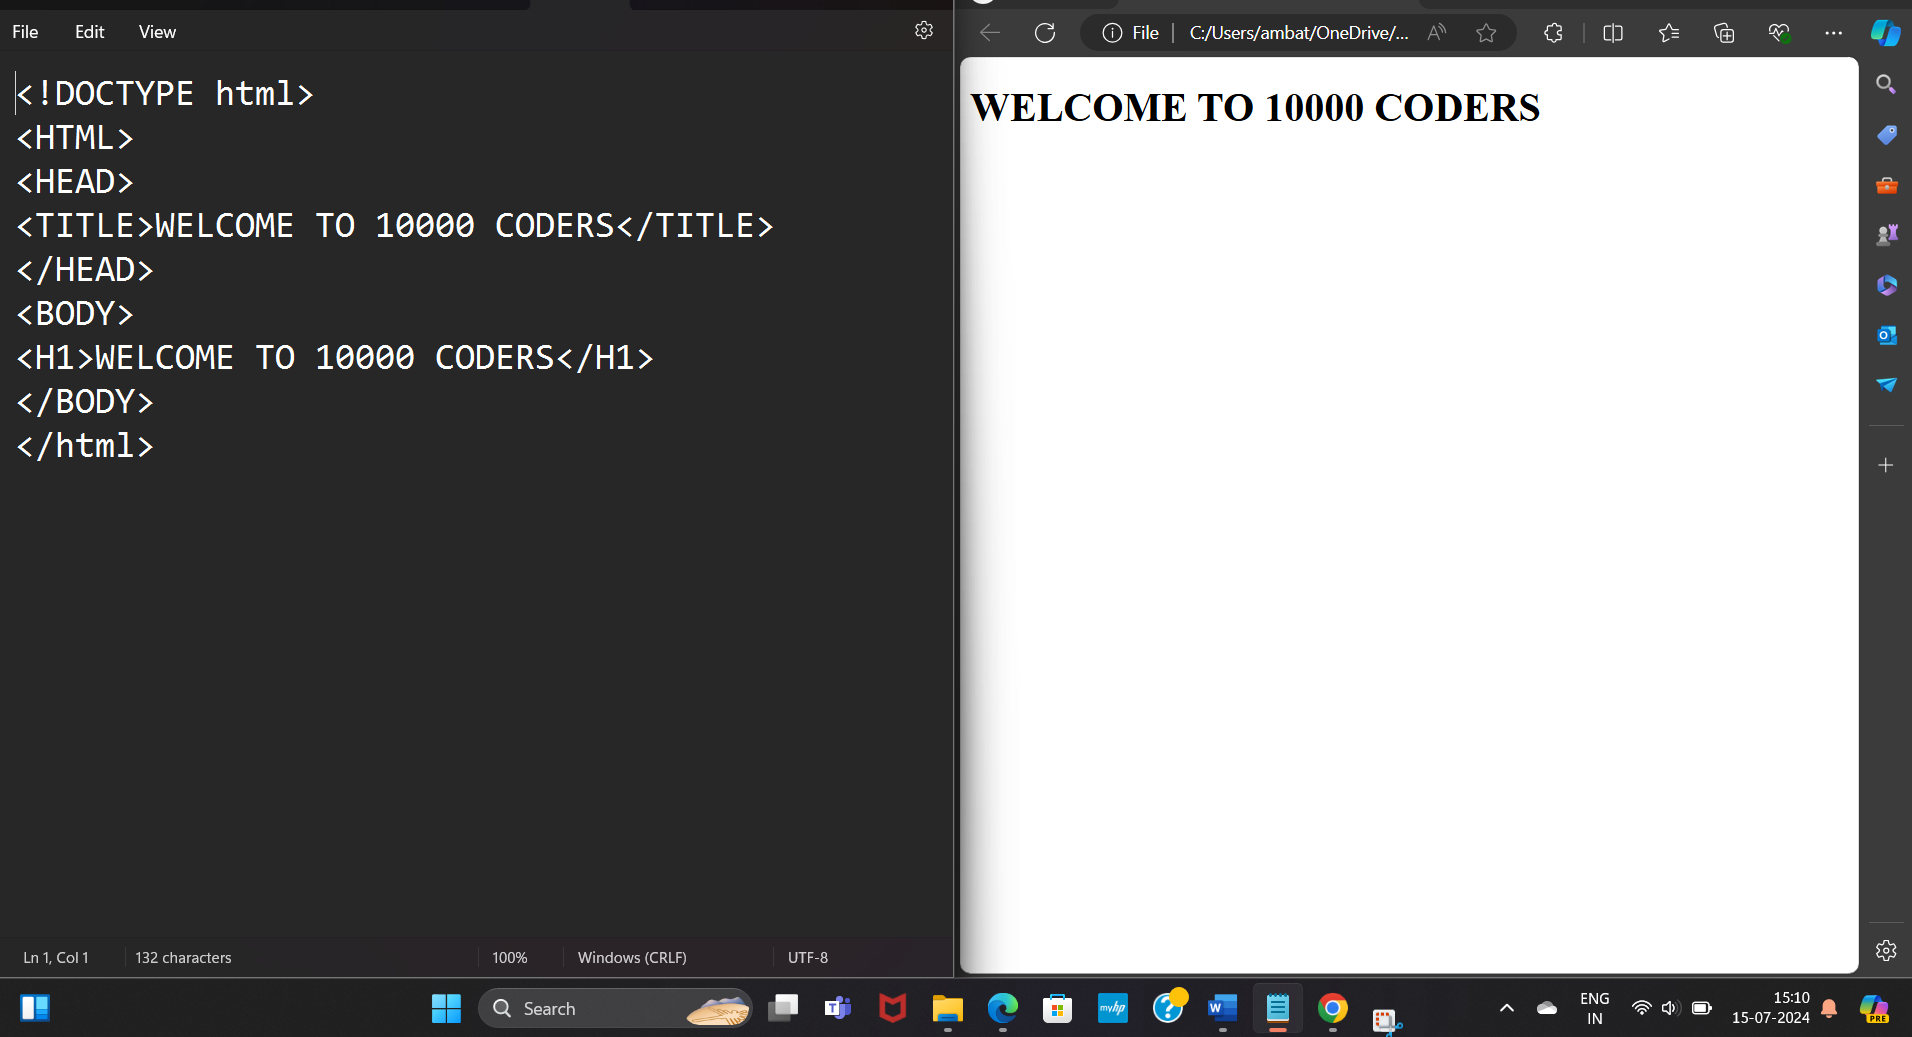 File Edit View
<!DOCTYPE html>
<HTML>
<HEAD>
<TITLE>WELCOME TO 10000 CODERS</TITLE>
</HEAD>
<BODY>
<H1>WELCOME TO 10000 CODERS</H1>
</BODY>
</html>
Ln 1, Col 1 132 characters 100% Windows (CRLF) UTF-8
File C:/Users/ambat/OneDrive/...
WELCOME TO 10000 CODERS
Search
myhp
ENG
IN
15:10
15-07-2024
PRE